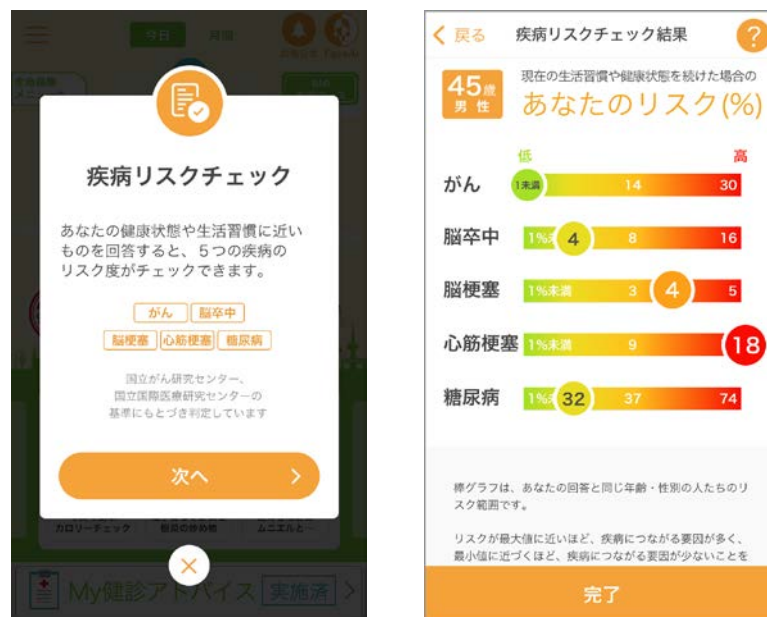 今日
疾病リスクチェック
あなたの健康状態や生活習慣に近い
ものを回答すると、５つの疾病の
リスク度がチェックできます。
がん 脳卒中
脳梗塞 心筋梗塞 糖尿病
国立がん研究センター、
国立国際医療研究センターの
基準にもとづき判定しています
次へ
カロリーチェック
My健診アドバイス 実施済
戻る 疾病リスクチェック結果 ?
45歳
男性
現在の生活習慣や健康状態を続けた場合の
あなたのリスク(%)
低 高
がん 1未満 14 30
脳卒中 1% 4 8 16
脳梗塞 1%未満 3 4 5
心筋梗塞 1%未満 9 18
糖尿病 1% 32 37 74
棒グラフは、あなたの回答と同じ年齢・性別の人たちのリ
スク範囲です。
リスクが最大値に近いほど、疾病につながる要因が多く、
最小値に近づくほど、疾病につながる要因が少ないことを
完了